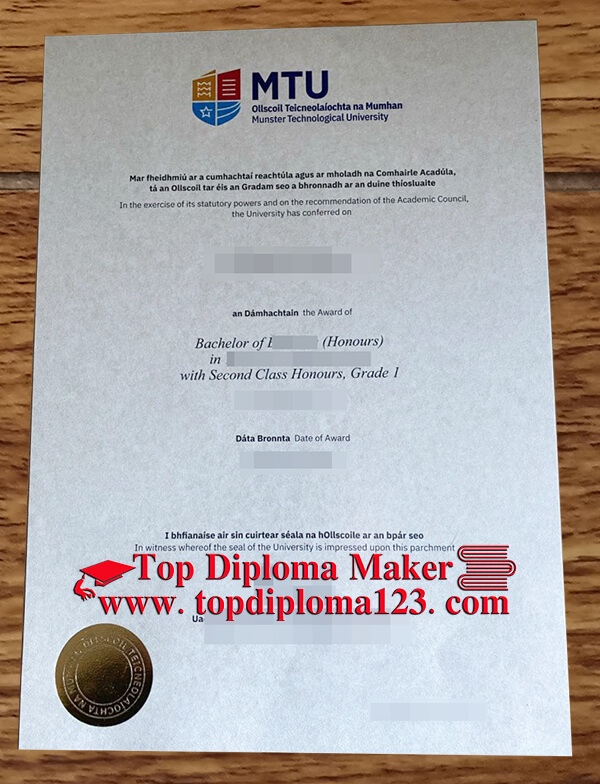 MTU
Ollscoil Teicneolaíochta na Mumhan
Munster Technological University
Mar fheidhmiú ar a cumhachtaí reachtúla agus ar mholadh na Comhairle Acadúla,
tá an Ollscoil tar éis an Gradam seo a bhronnadh ar an duine thíosluaite
In the exercise of its statutory powers and on the recommendation of the Academic Council,
the University has conferred on
an Dámhachtain the Award of
Bachelor of (Honours)
in
with Second Class Honours, Grade 1
Dáta Bronnta Date of Award
I bhfianaise air sin cuirtear séala na hOllscoile ar an bpár seo
In witness whereof the seal of the University is impressed upon this parchment
Top Diploma Maker
www. topdiploma123. com
Ua
OLLSCOIL TEICNEOLAÍOCHTA NA MUMHAN